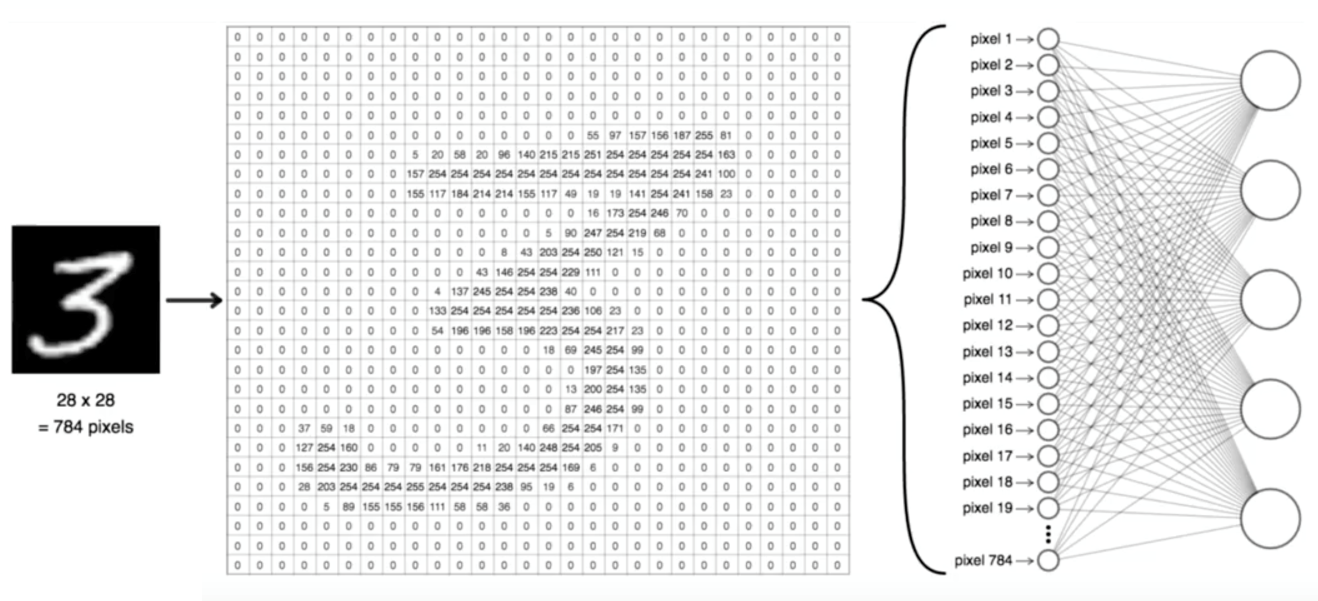 28 x 28
= 784 pixels
0 0 0 0 0 0 0 0 0 0 0 0 0 0 0 0 0 0 0 0 0 0 0 0 0 0 0 0
0 0 0 0 0 0 0 0 0 0 0 0 0 0 0 0 0 0 0 0 0 0 0 0 0 0 0 0
0 0 0 0 0 0 0 0 0 0 0 0 0 0 0 0 0 0 0 0 0 0 0 0 0 0 0 0
0 0 0 0 0 0 0 0 0 0 0 0 0 0 0 0 0 0 0 0 0 0 0 0 0 0 0 0
0 0 0 0 0 0 0 0 0 0 0 0 0 0 0 0 0 0 0 0 0 0 0 0 0 0 0 0
0 0 0 0 0 0 0 0 0 0 0 0 0 0 0 0 55 97 157 156 187 255 81 0 0 0 0 0
0 0 0 0 0 0 0 0 5 20 58 20 96 140 215 215 251 254 254 254 254 254 163 0 0 0 0 0
0 0 0 0 0 0 0 0 157 254 254 254 254 254 254 254 254 254 254 254 254 241 100 0 0 0 0 0
0 0 0 0 0 0 0 0 155 117 184 214 214 155 117 49 19 19 141 254 241 158 23 0 0 0 0 0
0 0 0 0 0 0 0 0 0 0 0 0 0 0 0 0 16 173 254 246 70 0 0 0 0 0 0 0
0 0 0 0 0 0 0 0 0 0 0 0 0 0 5 90 247 254 219 68 0 0 0 0 0 0 0 0
0 0 0 0 0 0 0 0 0 0 0 0 8 43 203 254 250 121 15 0 0 0 0 0 0 0 0 0
0 0 0 0 0 0 0 0 0 0 0 43 146 254 254 229 111 0 0 0 0 0 0 0 0 0 0 0
0 0 0 0 0 0 0 0 0 4 137 245 254 254 238 40 0 0 0 0 0 0 0 0 0 0 0 0
0 0 0 0 0 0 0 0 0 133 254 254 254 254 254 236 106 23 0 0 0 0 0 0 0 0 0 0
0 0 0 0 0 0 0 0 0 54 196 196 158 196 223 254 254 217 23 0 0 0 0 0 0 0 0 0
0 0 0 0 0 0 0 0 0 0 0 0 0 0 18 69 245 254 99 0 0 0 0 0 0 0 0 0
0 0 0 0 0 0 0 0 0 0 0 0 0 0 0 0 197 254 135 0 0 0 0 0 0 0 0 0
0 0 0 0 0 0 0 0 0 0 0 0 0 0 0 13 200 254 135 0 0 0 0 0 0 0 0 0
0 0 0 0 0 0 0 0 0 0 0 0 0 0 0 87 246 254 99 0 0 0 0 0 0 0 0 0
0 0 0 37 59 18 0 0 0 0 0 0 0 0 66 254 254 171 0 0 0 0 0 0 0 0 0 0
0 0 0 127 254 160 0 0 0 0 0 11 20 140 248 254 205 9 0 0 0 0 0 0 0 0 0 0
0 0 0 156 254 230 86 79 79 161 176 218 254 254 254 169 6 0 0 0 0 0 0 0 0 0 0 0
0 0 0 28 203 254 254 254 255 254 254 254 238 95 19 6 0 0 0 0 0 0 0 0 0 0 0 0
0 0 0 0 5 89 155 155 156 111 58 58 36 0 0 0 0 0 0 0 0 0 0 0 0 0 0 0
0 0 0 0 0 0 0 0 0 0 0 0 0 0 0 0 0 0 0 0 0 0 0 0 0 0 0 0
0 0 0 0 0 0 0 0 0 0 0 0 0 0 0 0 0 0 0 0 0 0 0 0 0 0 0 0
0 0 0 0 0 0 0 0 0 0 0 0 0 0 0 0 0 0 0 0 0 0 0 0 0 0 0 0
3
pixel 1
pixel 2
pixel 3
pixel 4
pixel 5
pixel 6
pixel 7
pixel 8
pixel 9
pixel 10
pixel 11
pixel 12
pixel 13
pixel 14
pixel 15
pixel 16
pixel 17
pixel 18
pixel 19
pixel 784